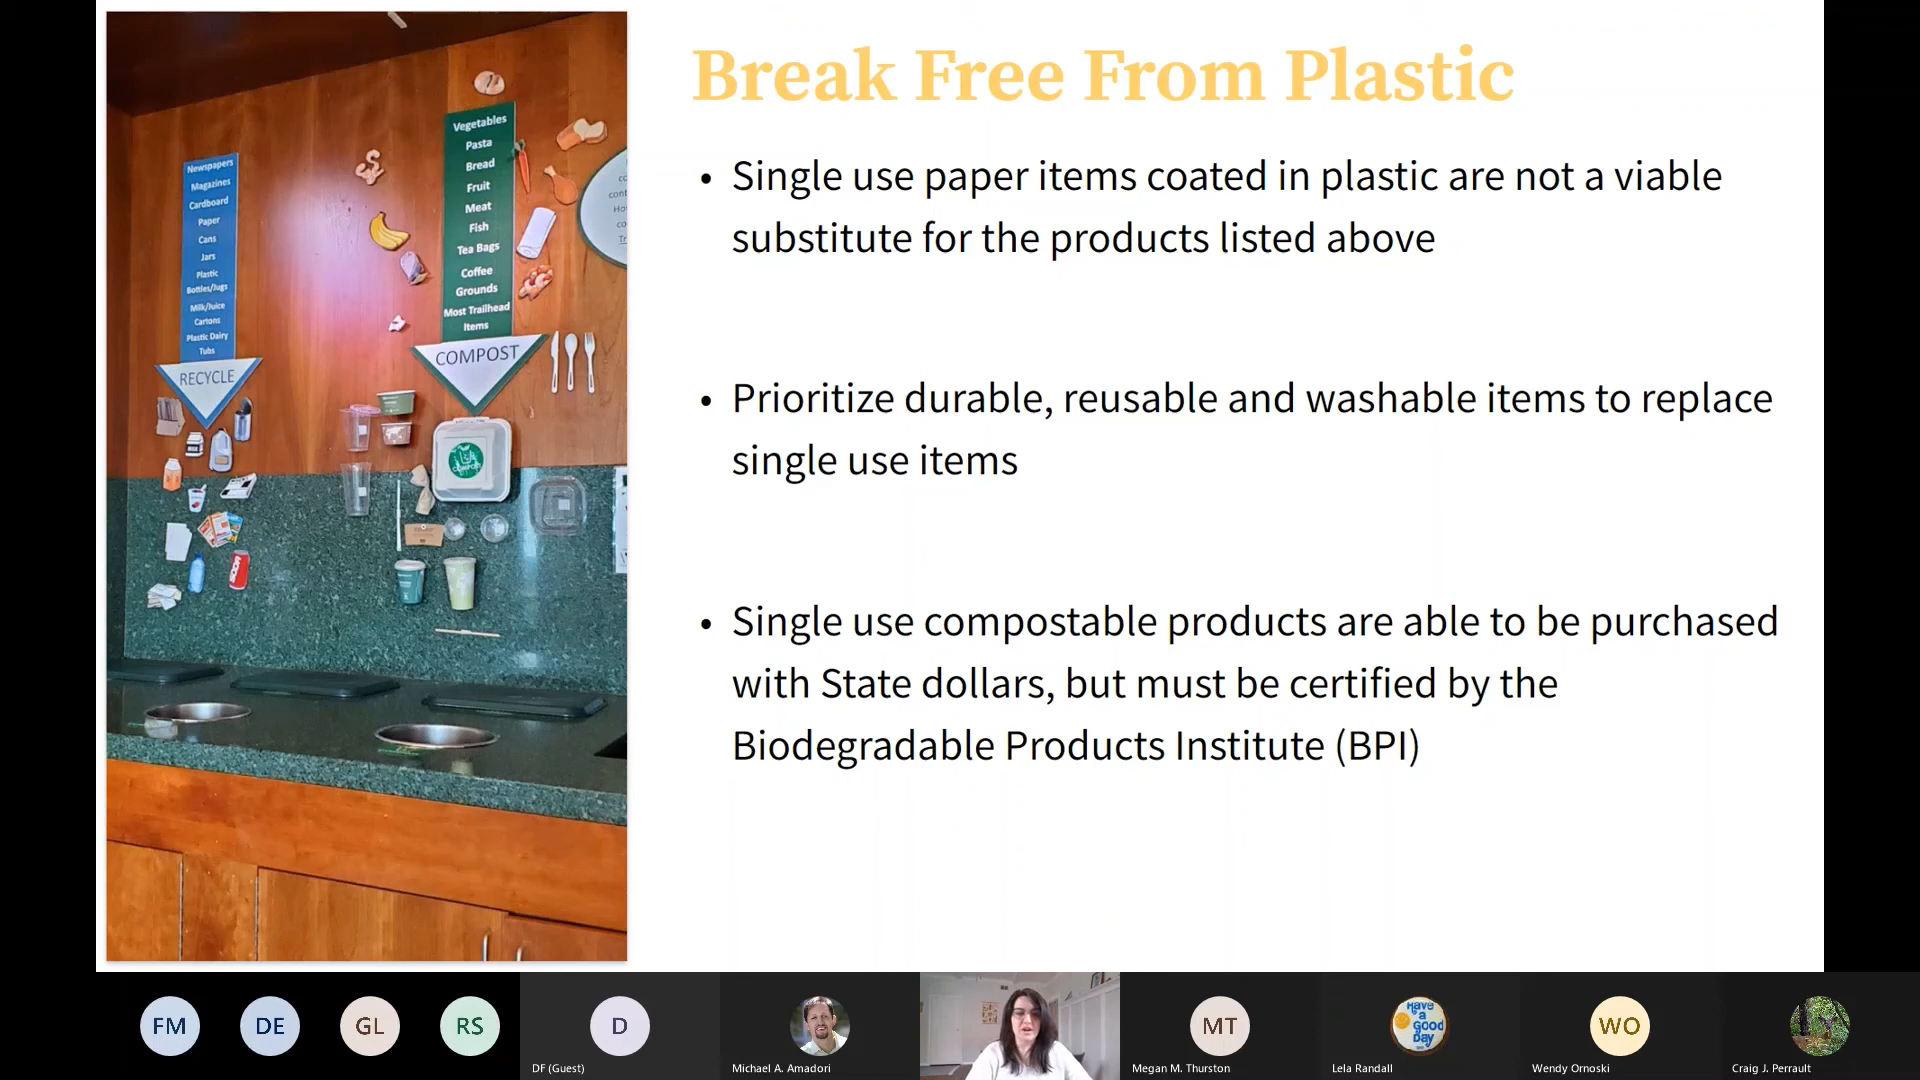 Break Free From Plastic
• Single use paper items coated in plastic are not a viable
substitute for the products listed above
• Prioritize durable, reusable and washable items to replace
single use items
• Single use compostable products are able to be purchased
with State dollars, but must be certified by the
Biodegradable Products Institute (BPI)
Newspapers
Magazines
Cardboard
Paper
Cans
Jars
Plastic
Bottles/Jugs
Milk/Juice
Cartons
Plastic Dairy
Tubs
RECYCLE
Vegetables
Pasta
Bread
Fruit
Meat
Fish
Tea Bags
Coffee
Grounds
Most Trailhead
Items
COMPOST
FM
DE
GL
RS
D
DF (Guest)
Michael A. Amadori
MT
Megan M. Thurston
Have
a
good
Day
Lela Randall
WO
Wendy Ornoski
Craig J. Perrault